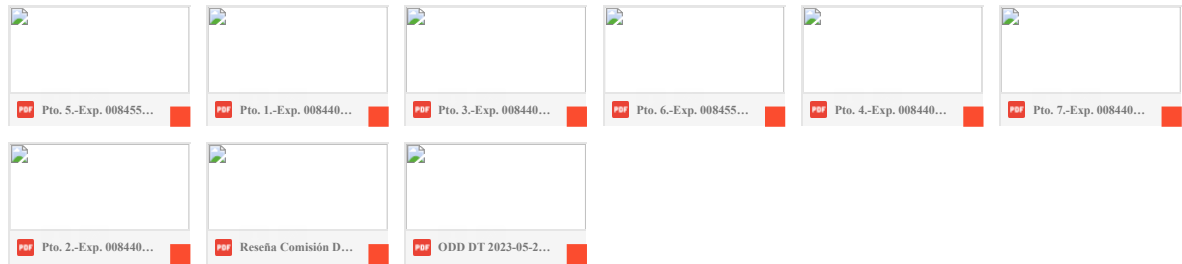 PDF Pto. 5.-Exp. 008455...
PDF Pto. 1.-Exp. 008440...
PDF Pto. 3.-Exp. 008440...
PDF Pto. 6.-Exp. 008455...
PDF Pto. 4.-Exp. 008440...
PDF Pto. 7.-Exp. 008440...
PDF Pto. 2.-Exp. 008440...
PDF Reseña Comisión D...
PDF ODD DT 2023-05-2...